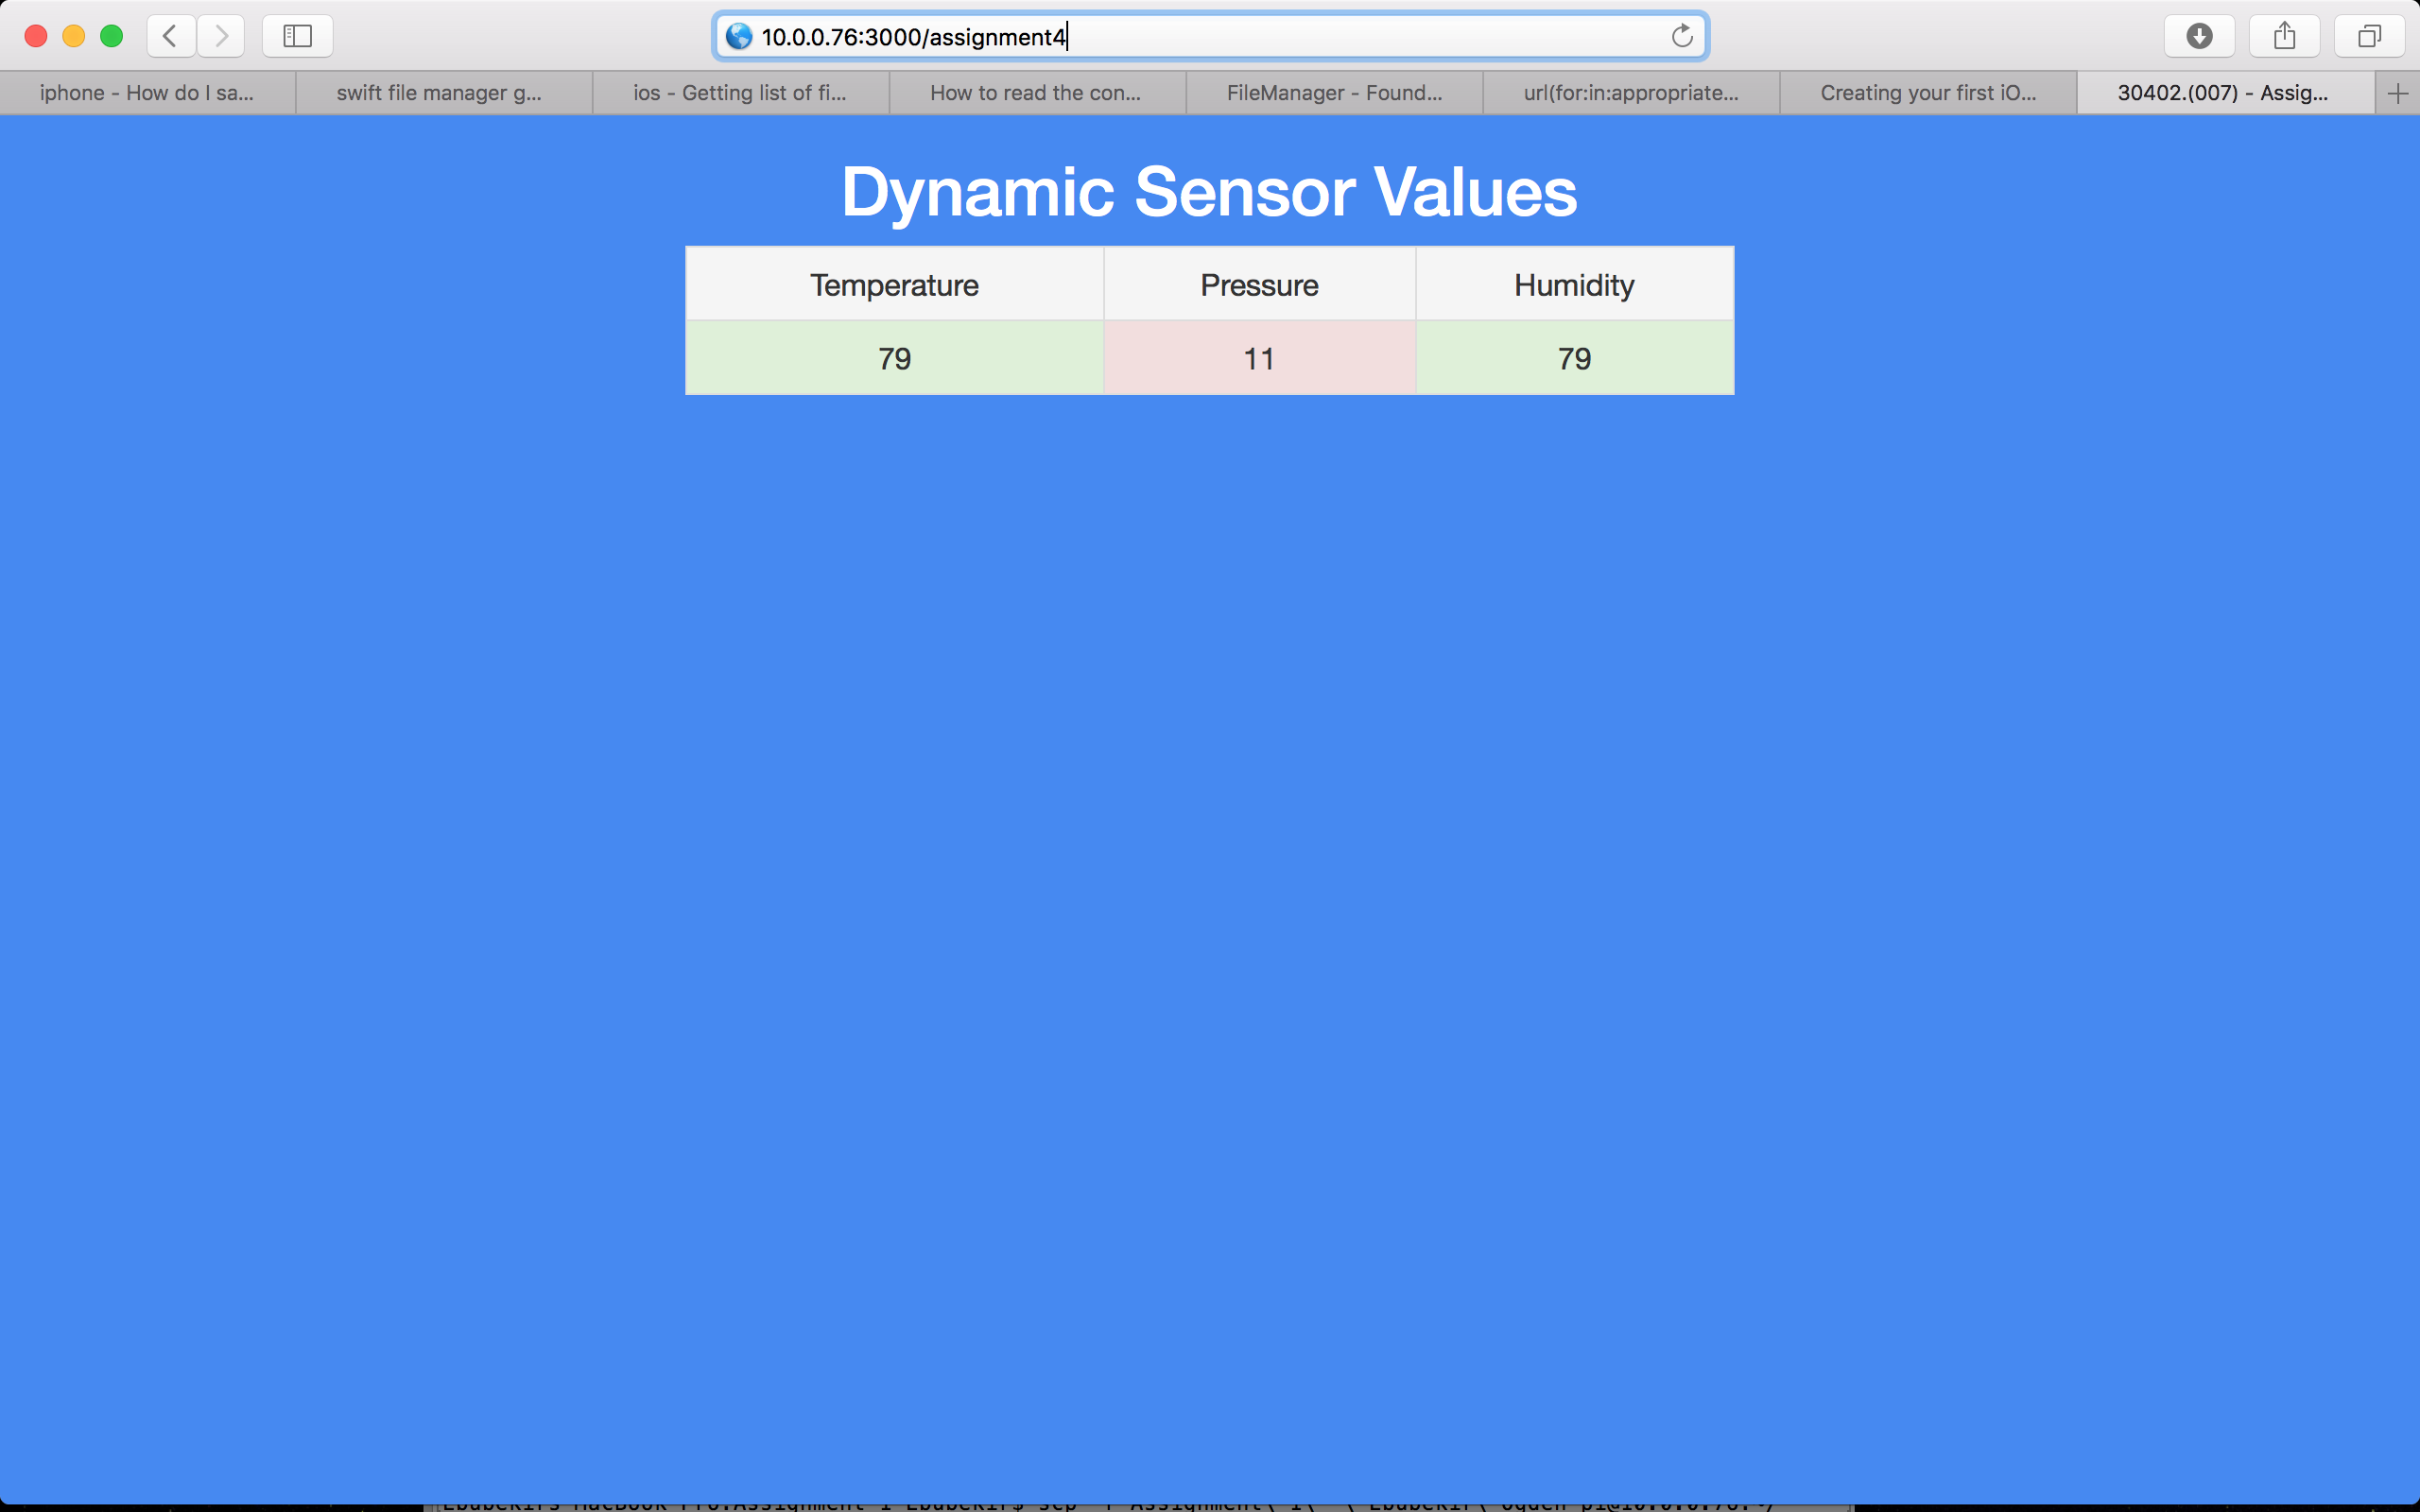 10.0.0.76:3000/assignment4
iphone - How do I sa... swift file manager g... ios - Getting list of fi... How to read the con... FileManager - Found... url(for:in:appropriate... Creating your first iO... 30402.(007) - Assig...
Dynamic Sensor Values
Temperature Pressure Humidity
79 11 79